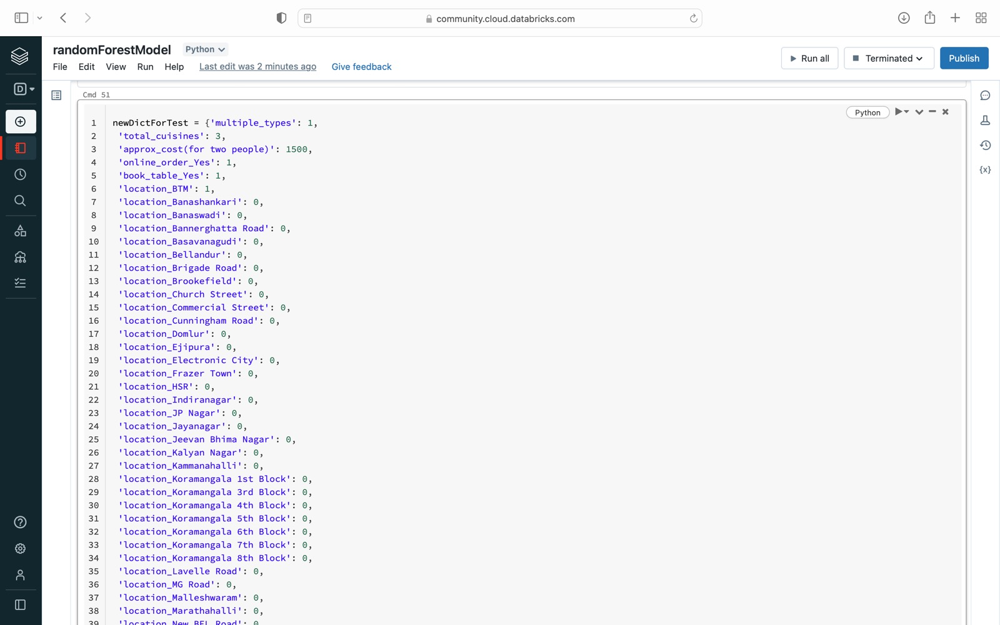 community.cloud.databricks.com
randomForestModel Python
File Edit View Run Help Last edit was 2 minutes ago Give feedback
Run all Terminated Publish
D
Cmd 51
Python
1 newDictForTest = {'multiple_types': 1,
2 'total_cuisines': 3,
3 'approx_cost(for two people)': 1500,
4 'online_order_Yes': 1,
5 'book_table_Yes': 1,
6 'location_BTM': 1,
7 'location_Banashankari': 0,
8 'location_Banaswadi': 0,
9 'location_Bannerghatta Road': 0,
10 'location_Basavanagudi': 0,
11 'location_Bellandur': 0,
12 'location_Brigade Road': 0,
13 'location_Brookefield': 0,
14 'location_Church Street': 0,
15 'location_Commercial Street': 0,
16 'location_Cunningham Road': 0,
17 'location_Domlur': 0,
18 'location_Ejipura': 0,
19 'location_Electronic City': 0,
20 'location_Frazer Town': 0,
21 'location_HSR': 0,
22 'location_Indiranagar': 0,
23 'location_JP Nagar': 0,
24 'location_Jayanagar': 0,
25 'location_Jeevan Bhima Nagar': 0,
26 'location_Kalyan Nagar': 0,
27 'location_Kammanahalli': 0,
28 'location_Koramangala 1st Block': 0,
29 'location_Koramangala 3rd Block': 0,
30 'location_Koramangala 4th Block': 0,
31 'location_Koramangala 5th Block': 0,
32 'location_Koramangala 6th Block': 0,
33 'location_Koramangala 7th Block': 0,
34 'location_Koramangala 8th Block': 0,
35 'location_Lavelle Road': 0,
36 'location_MG Road': 0,
37 'location_Malleshwaram': 0,
38 'location_Marathahalli': 0,
39 'location_New BEL Road': 0
{x}